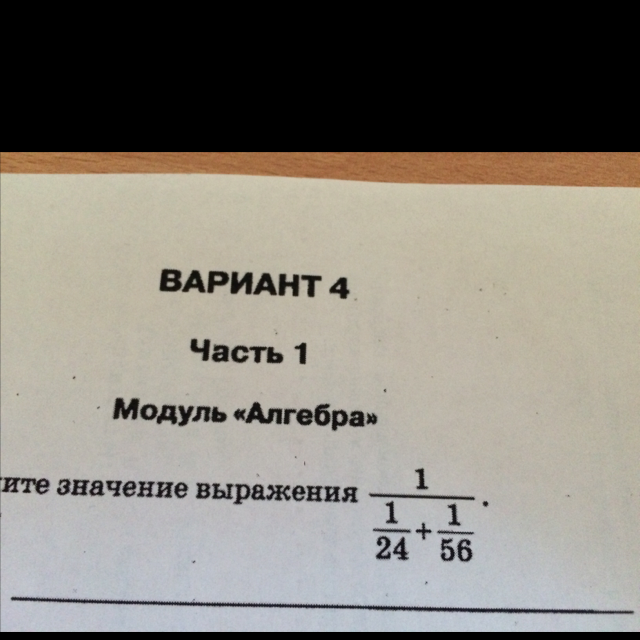 ВАРИАНТ 4
Часть 1
Модуль «Алгебра»
ите значение выражения 1/(1/24 + 1/56).